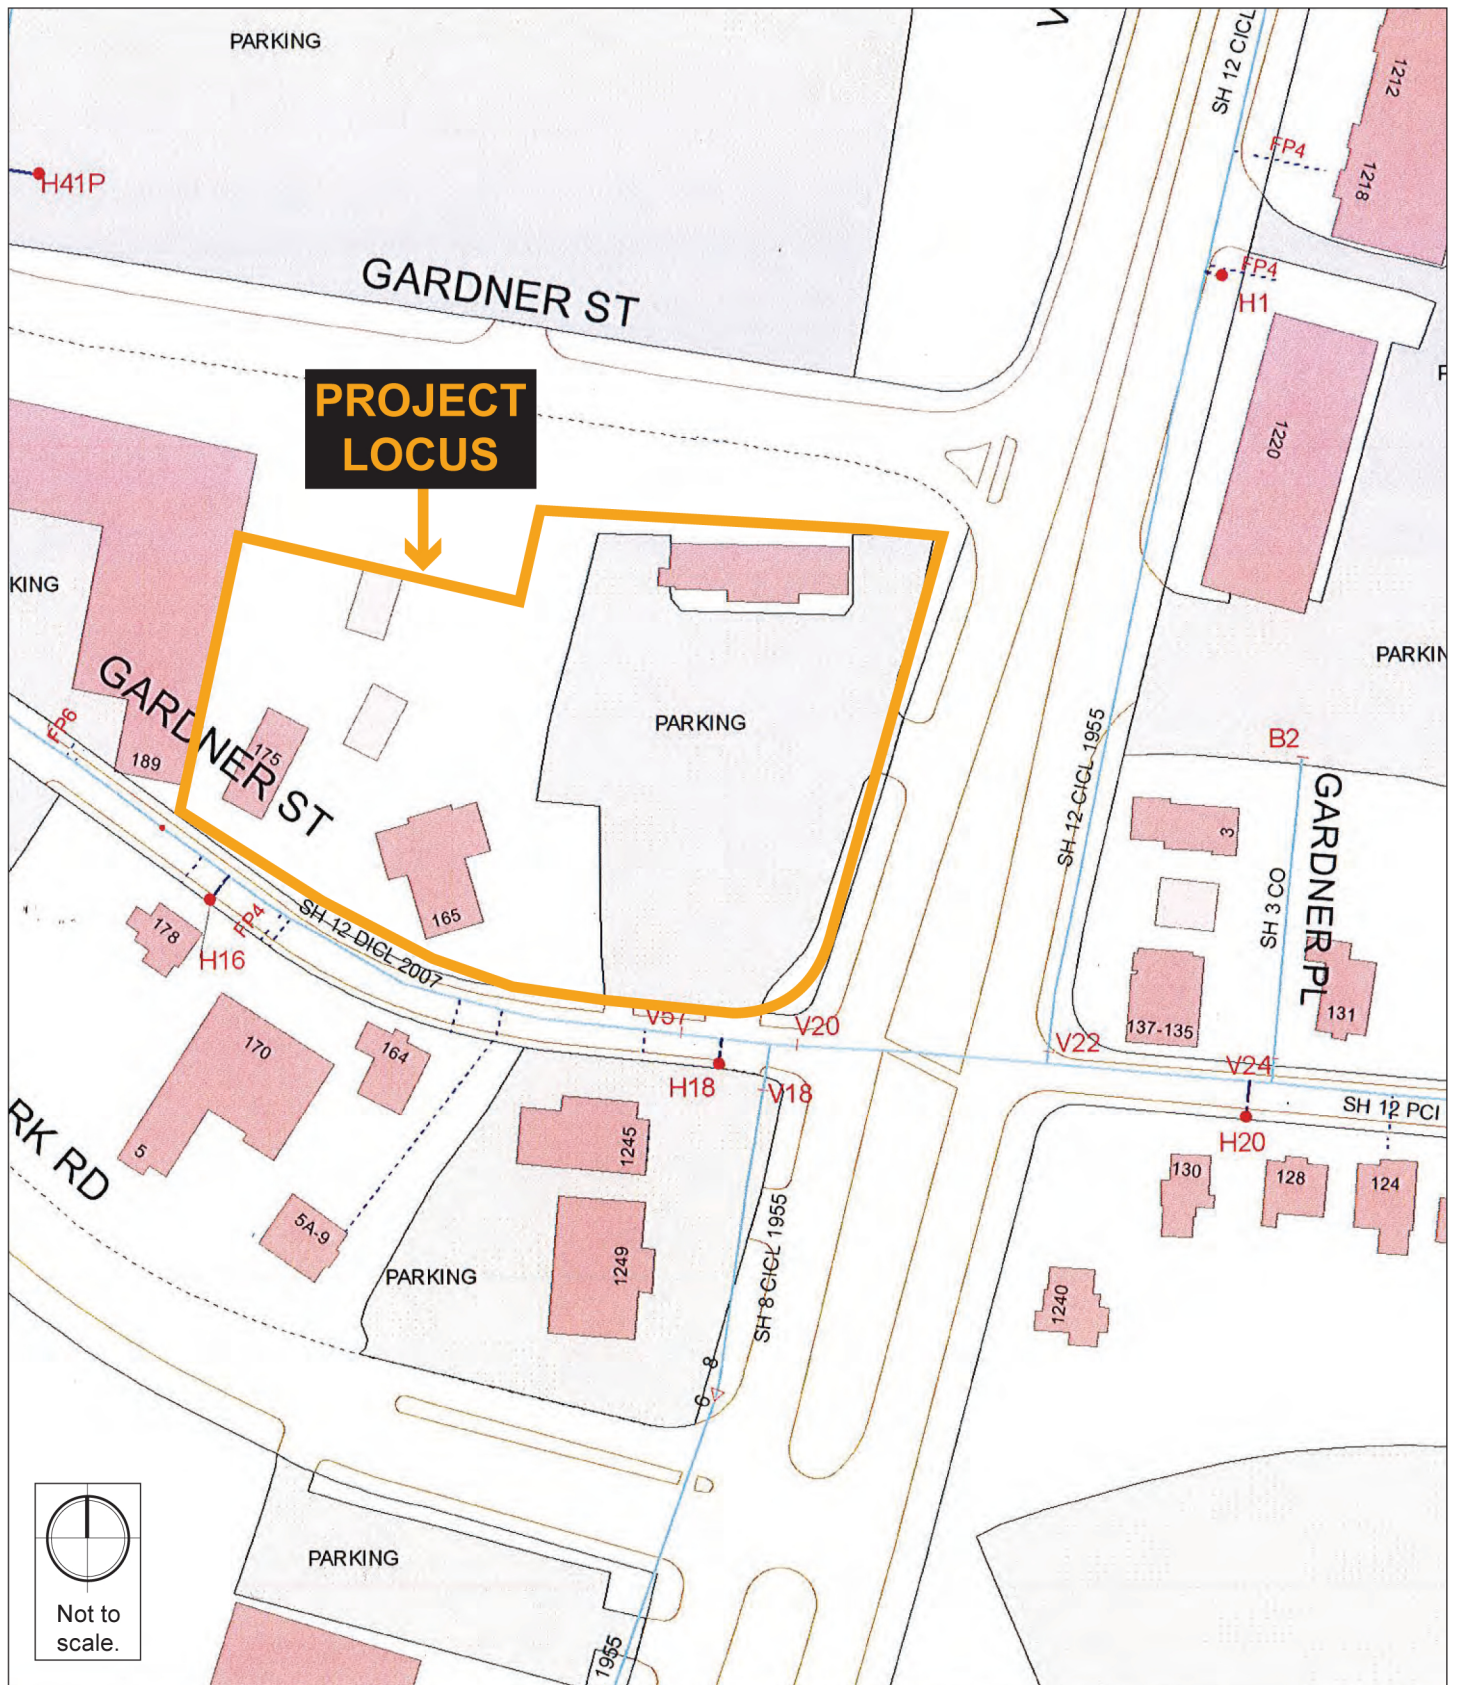 PARKING
V
SH 12 CICL
1212
FP4
1218
H41P
FP4
H1
GARDNER ST
PROJECT
LOCUS
1220
KING
PARKIN
PARKING
GARDNER ST
FP6
189
175
SH 12 CICL 1955
B2
GARDNER PL
3
SH 3 CO
165
178
H16
FP4
SH 12 DICL 2007
137-135
131
V57
V20
V22
V24
170
164
H18
V18
SH 12 PCI
H20
5
RK RD
1245
130
128
124
5A-9
1249
SH 8 CICL 1955
PARKING
1240
8
6
PARKING
1955
Not to
scale.